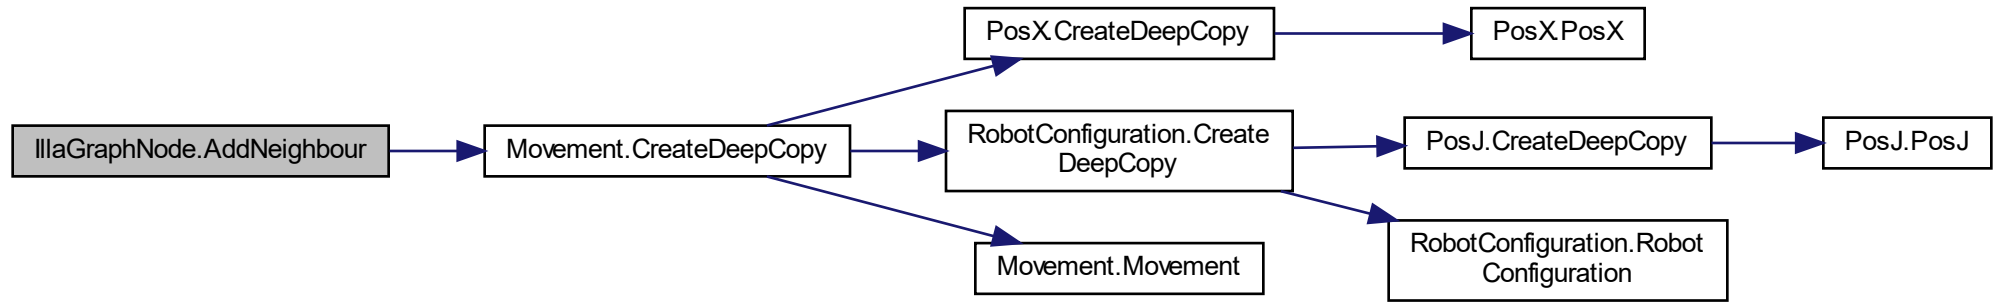 PosX.CreateDeepCopy
PosX.PosX
IllaGraphNode.AddNeighbour
Movement.CreateDeepCopy
RobotConfiguration.Create
DeepCopy
PosJ.CreateDeepCopy
PosJ.PosJ
Movement.Movement
RobotConfiguration.Robot
Configuration